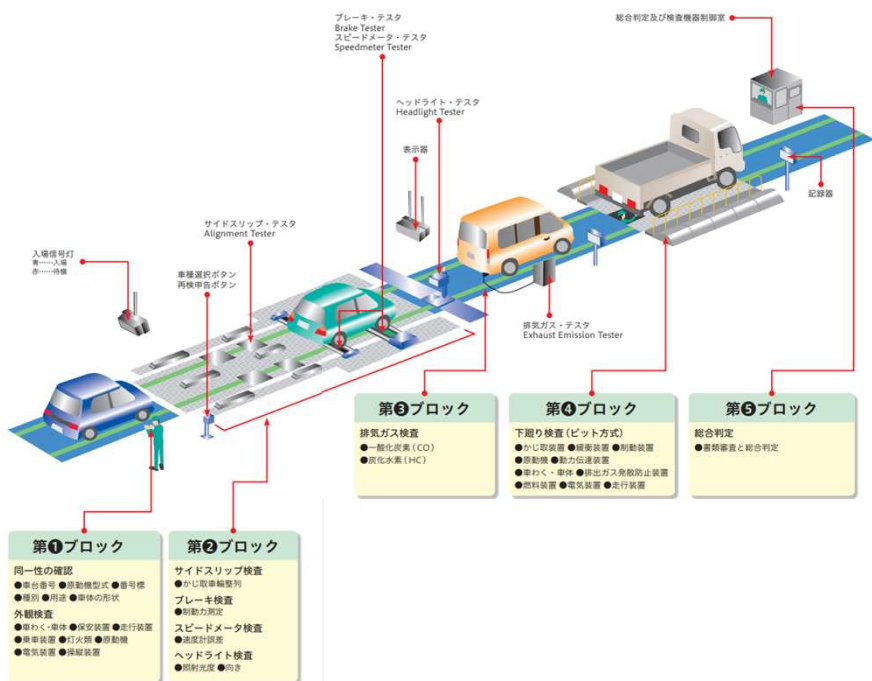 ブレーキ・テスタ
Brake Tester
スピードメータ・テスタ
Speedmeter Tester
総合判定及び検査機器制御室
ヘッドライト・テスタ
Headlight Tester
表示器
記録器
サイドスリップ・テスタ
Alignment Tester
入場信号灯
青……入場
赤……待機
車種選択ボタン
再検申告ボタン
排気ガス・テスタ
Exhaust Emission Tester
第❶ブロック
同一性の確認
●車台番号 ●原動機型式 ●番号標
●種別 ●用途 ●車体の形状
外観検査
●車わく・車体 ●保安装置 ●走行装置
●乗車装置 ●灯火類 ●原動機
●電気装置 ●操縦装置
第❷ブロック
サイドスリップ検査
●かじ取車輪整列
ブレーキ検査
●制動力測定
スピードメータ検査
●速度計誤差
ヘッドライト検査
●照射光度 ●向き
第❸ブロック
排気ガス検査
●一酸化炭素(CO)
●炭化水素(HC)
第❹ブロック
下廻り検査(ピット方式)
●かじ取装置 ●緩衝装置 ●制動装置
●原動機 ●動力伝達装置
●車わく・車体 ●排出ガス発散防止装置
●燃料装置 ●電気装置 ●走行装置
第❺ブロック
総合判定
●書類審査と総合判定